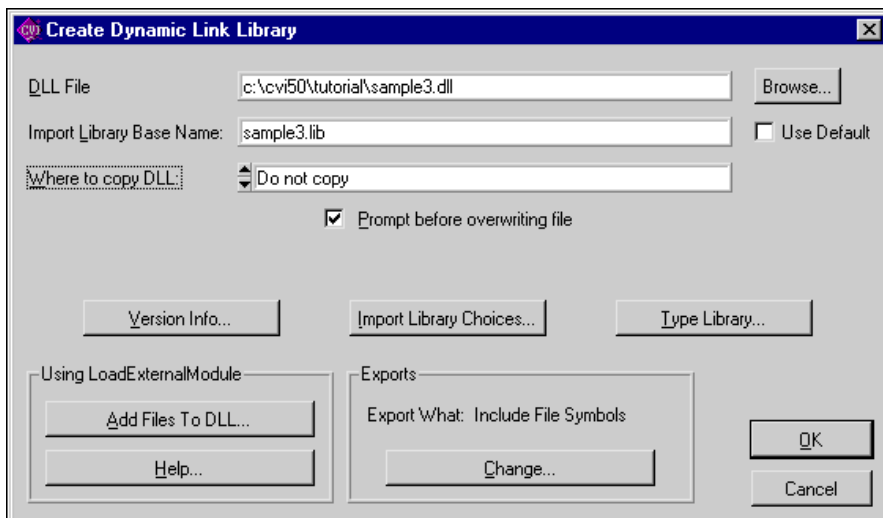 CVI Create Dynamic Link Library
DLL File c:\cvi50\tutorial\sample3.dll Browse...
Import Library Base Name: sample3.lib Use Default
Where to copy DLL: Do not copy
Prompt before overwriting file
Version Info... Import Library Choices... Type Library...
Using LoadExternalModule Exports
Add Files To DLL... Export What: Include File Symbols
OK
Help... Change...
Cancel